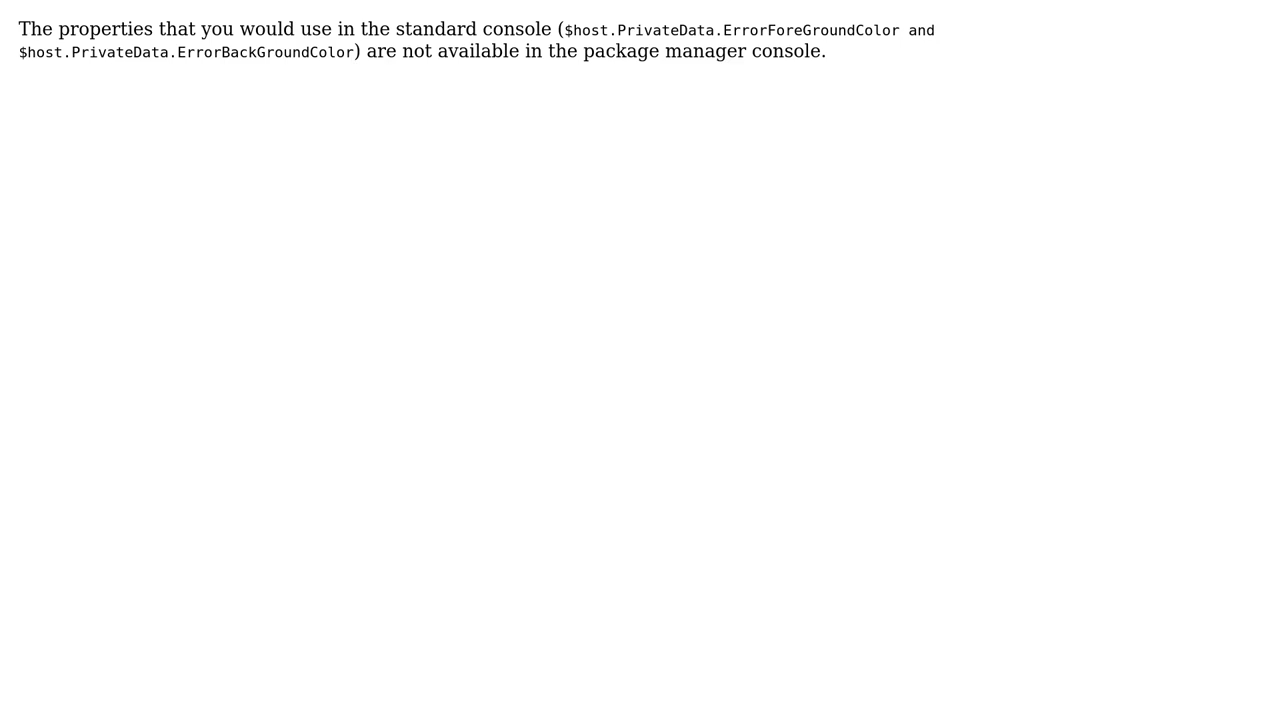 The properties that you would use in the standard console ($host.PrivateData.ErrorForeGroundColor and
$host.PrivateData.ErrorBackGroundColor) are not available in the package manager console.